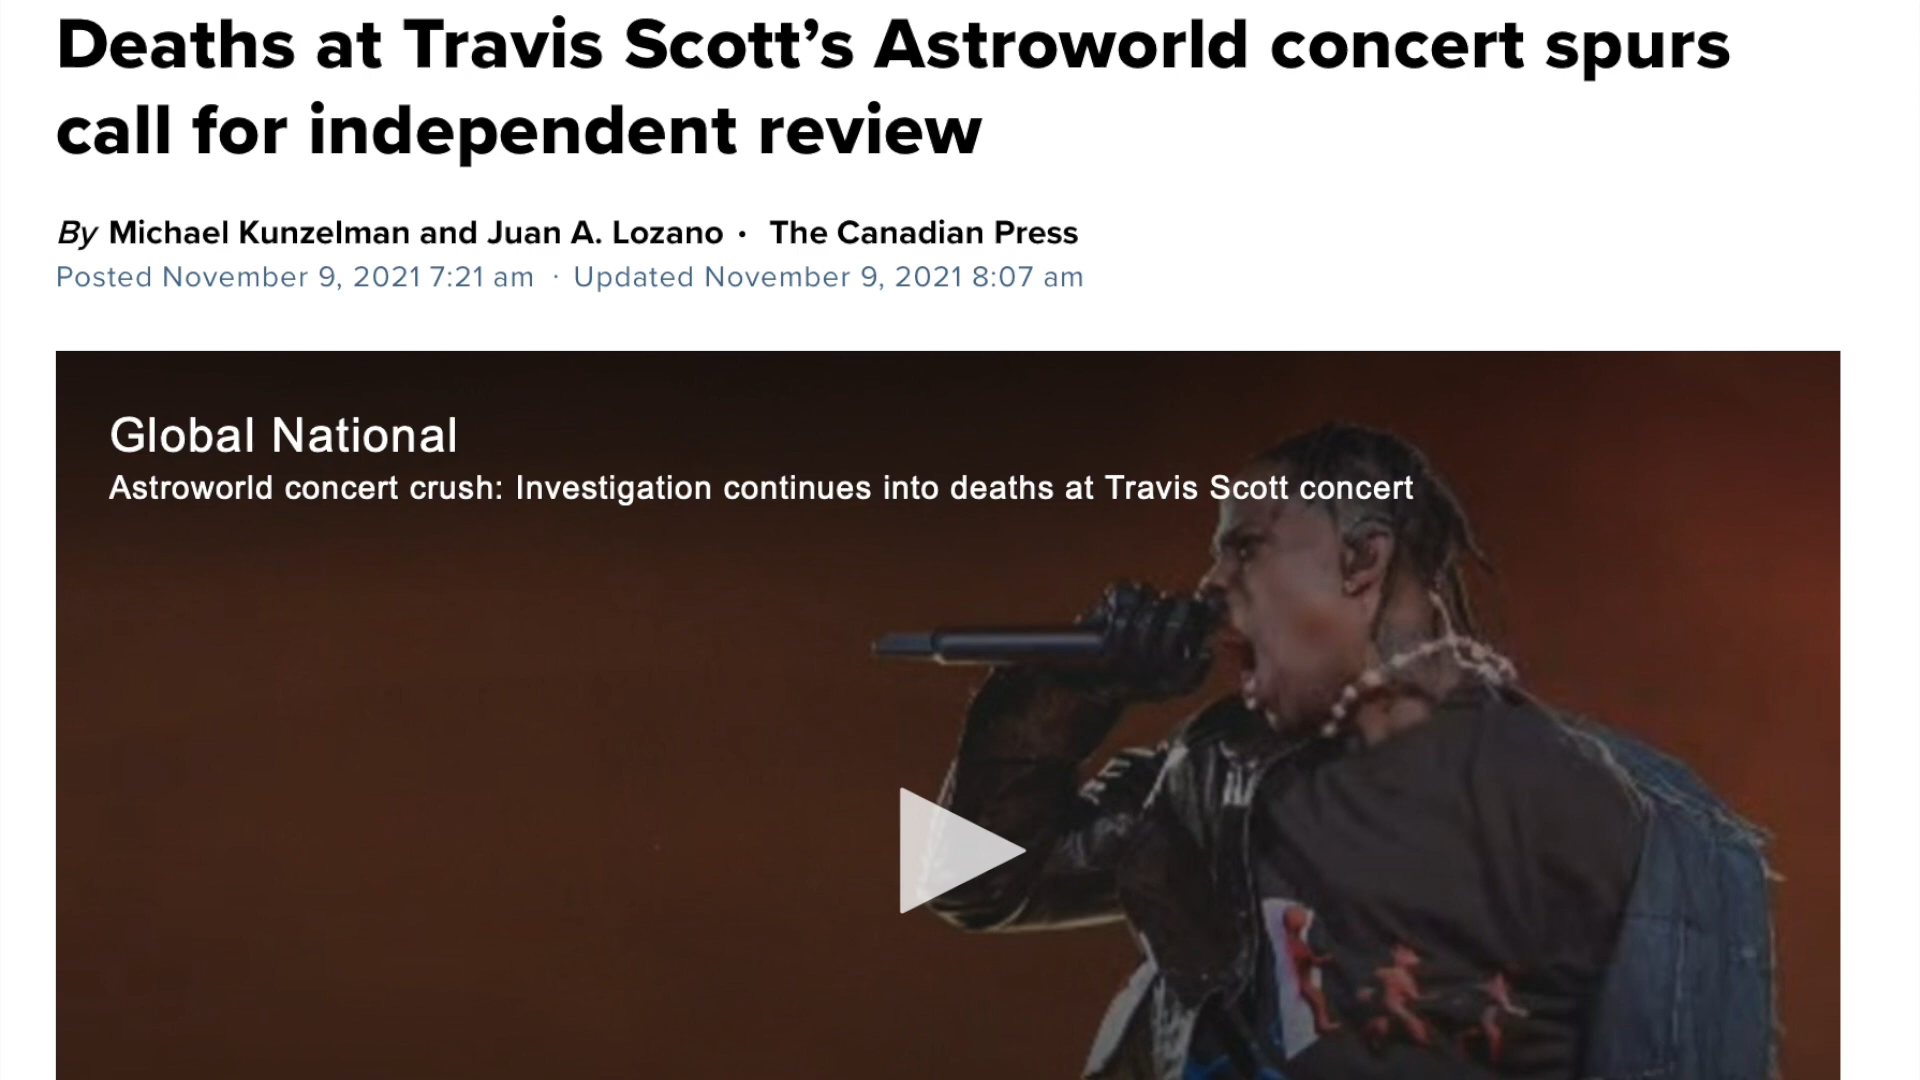 Deaths at Travis Scott’s Astroworld concert spurs
call for independent review
By Michael Kunzelman and Juan A. Lozano • The Canadian Press
Posted November 9, 2021 7:21 am · Updated November 9, 2021 8:07 am
Global National
Astroworld concert crush: Investigation continues into deaths at Travis Scott concert